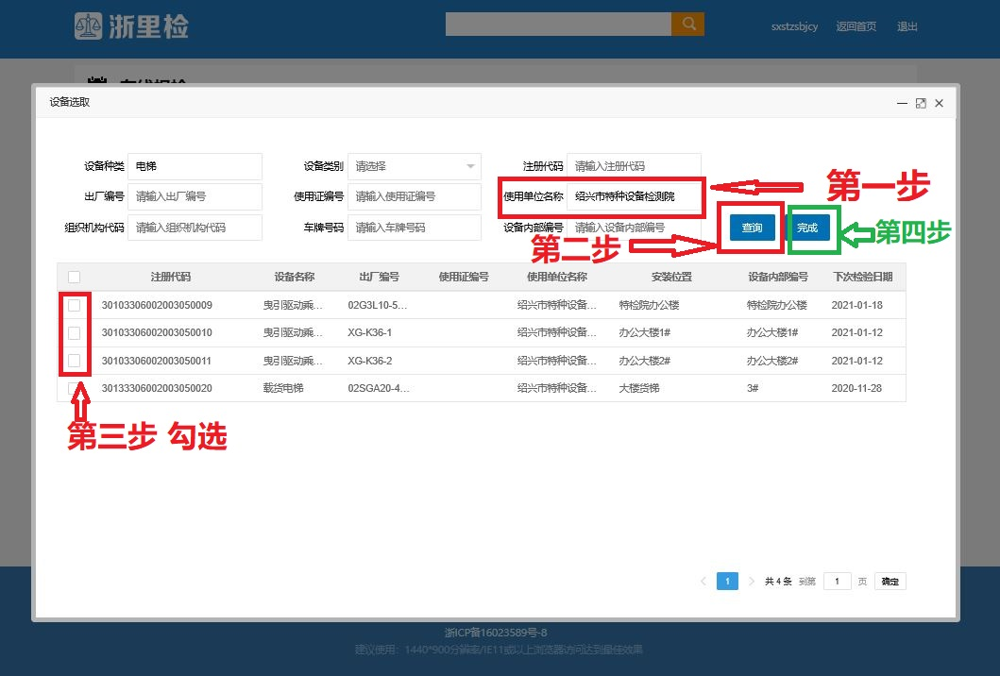 浙里检
sxstzsbjcy 返回首页 退出
设备选取
设备种类 电梯 设备类别 请选择 注册代码 请输入注册代码
第一步
出厂编号 请输入出厂编号 使用证编号 请输入使用证编号 使用单位名称 绍兴市特种设备检测院
组织机构代码 请输入组织机构代码 车牌号码 请输入车牌号码 设备内部编号 请输入设备内部编号 查询 完成
第二步 第四步
注册代码 设备名称 出厂编号 使用证编号 使用单位名称 安装位置 设备内部编号 下次检验日期
30103306002003050009 曳引驱动乘... 02G3L10-5... 绍兴市特种设备... 特检院办公楼 特检院办公楼 2021-01-18
30103306002003050010 曳引驱动乘... XG-K36-1 绍兴市特种设备... 办公大楼1# 办公大楼1# 2021-01-12
30103306002003050011 曳引驱动乘... XG-K36-2 绍兴市特种设备... 办公大楼2# 办公大楼2# 2021-01-12
30133306002003050020 载货电梯 02SGA20-4... 绍兴市特种设备... 大楼货梯 3# 2020-11-28
第三步 勾选
1 共 4 条 到第 1 页 确定
浙ICP备16023589号-8
建议使用：1440*900分辨率/IE11或以上浏览器访问达到最佳效果